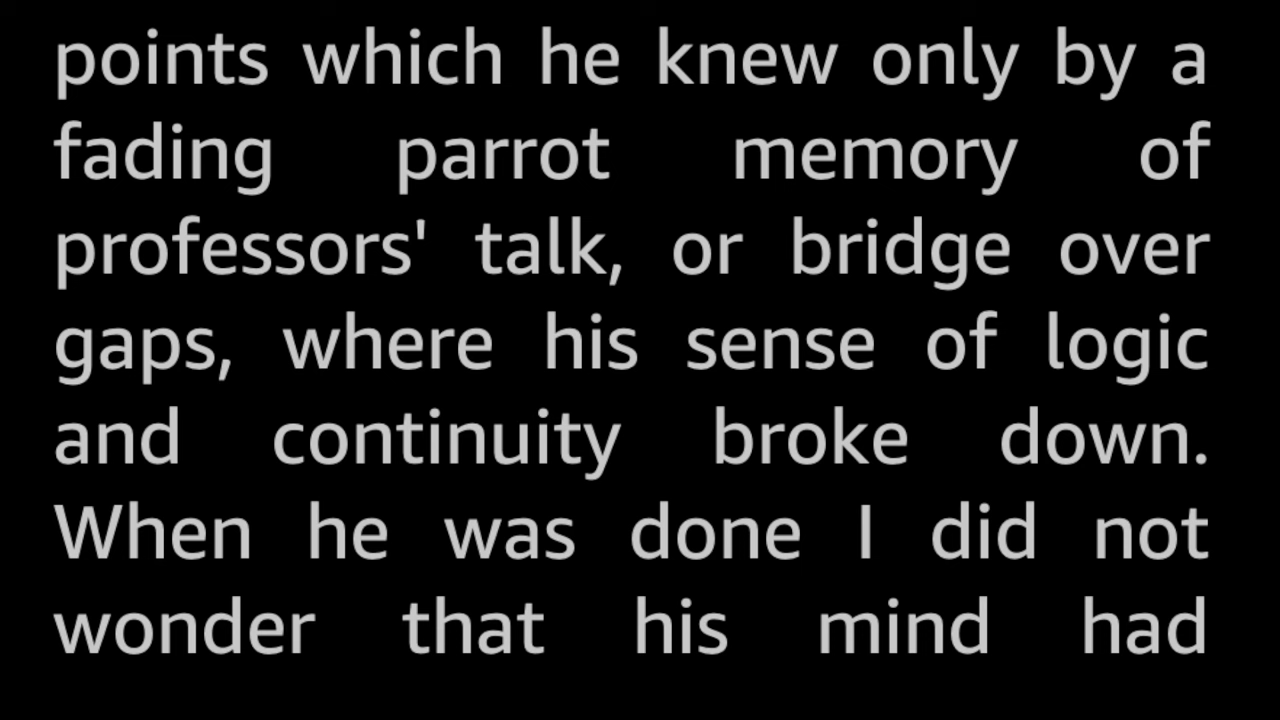 points which he knew only by a
fading parrot memory of
professors' talk, or bridge over
gaps, where his sense of logic
and continuity broke down.
When he was done I did not
wonder that his mind had